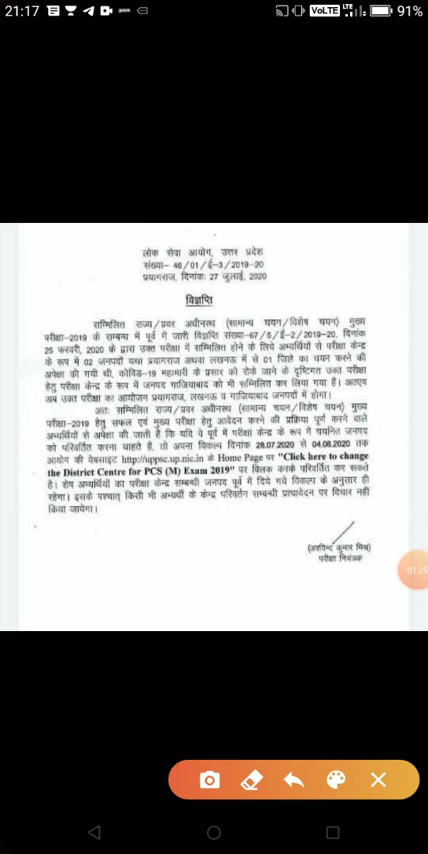 21:17
VoLTE LTE 91%
लोक सेवा आयोग, उत्तर प्रदेश
संख्या– 46/01/ई–3/2019-20
प्रयागराज, दिनांक: 27 जुलाई, 2020
विज्ञप्ति
सम्मिलित राज्य/प्रवर अधीनस्थ (सामान्य चयन/विशेष चयन) मुख्य
परीक्षा–2019 के सम्बन्ध में पूर्व में जारी विज्ञप्ति संख्या–67/5/ई–2/2019-20, दिनांक
25 फरवरी, 2020 के द्वारा उक्त परीक्षा में सम्मिलित होने के लिये अभ्यर्थियों से परीक्षा केन्द्र
के रूप में 02 जनपदों यथा प्रयागराज अथवा लखनऊ में से 01 जिले का चयन करने की
अपेक्षा की गयी थी, कोविड–19 महामारी के प्रसार को रोके जाने के दृष्टिगत उक्त परीक्षा
हेतु परीक्षा केन्द्र के रूप में जनपद गाजियाबाद को भी सम्मिलित कर लिया गया है। अतएव
अब उक्त परीक्षा का आयोजन प्रयागराज, लखनऊ व गाजियाबाद जनपदों में होगा।
अतः सम्मिलित राज्य/प्रवर अधीनस्थ (सामान्य चयन/विशेष चयन) मुख्य
परीक्षा–2019 हेतु सफल एवं मुख्य परीक्षा हेतु आवेदन करने की प्रक्रिया पूर्ण करने वाले
अभ्यर्थियों से अपेक्षा की जाती है कि यदि वे पूर्व में परीक्षा केन्द्र के रूप में चयनित जनपद
को परिवर्तित करना चाहते हैं, तो अपना विकल्प दिनांक 28.07.2020 से 04.08.2020 तक
आयोग की वेबसाइट http://uppsc.up.nic.in के Home Page पर "Click here to change
the District Centre for PCS (M) Exam 2019" पर क्लिक करके परिवर्तित कर सकते
है। शेष अभ्यर्थियों का परीक्षा केन्द्र सम्बन्धी जनपद पूर्व में दिये गये विकल्प के अनुसार ही
रहेगा। इसके पश्चात् किसी भी अभ्यर्थी के केन्द्र परिवर्तन सम्बन्धी प्रत्यावेदन पर विचार नहीं
किया जायेगा।
(अरविन्द कुमार मिश्र)
परीक्षा नियंत्रक
01:29